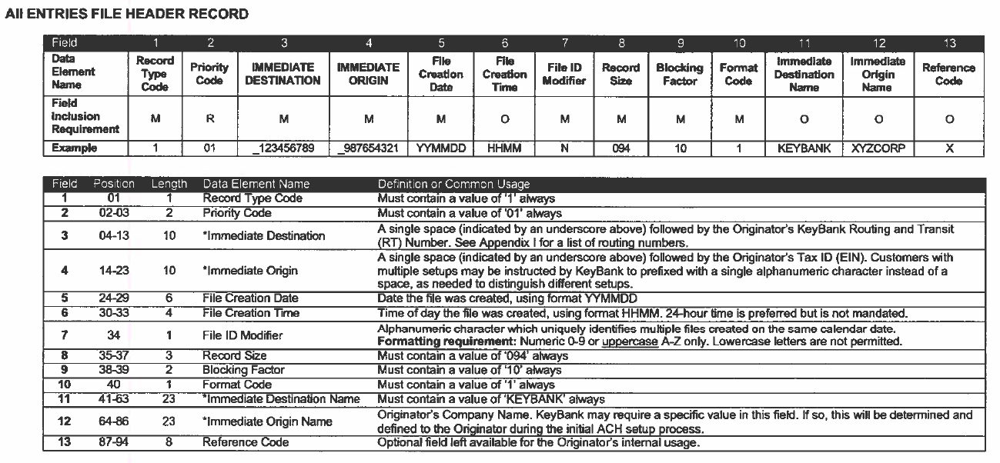 All ENTRIES FILE HEADER RECORD
Field 1 2 3 4 5 6 7 8 9 10 11 12 13
Data Element Name Record Type Code Priority Code IMMEDIATE DESTINATION IMMEDIATE ORIGIN File Creation Date File Creation Time File ID Modifier Record Size Blocking Factor Format Code Immediate Destination Name Immediate Origin Name Reference Code
Field Inclusion Requirement M R M M M O M M M M O O O
Example 1 01 _123456789 _987654321 YYMMDD HHMM N 094 10 1 KEYBANK XYZCORP X
Field Position Length Data Element Name Definition or Common Usage
1 01 1 Record Type Code Must contain a value of '1' always
2 02-03 2 Priority Code Must contain a value of '01' always
3 04-13 10 *Immediate Destination A single space (indicated by an underscore above) followed by the Originator's KeyBank Routing and Transit
(RT) Number. See Appendix I for a list of routing numbers.
4 14-23 10 *Immediate Origin A single space (indicated by an underscore above) followed by the Originator's Tax ID (EIN). Customers with
multiple setups may be instructed by KeyBank to prefixed with a single alphanumeric character instead of a
space, as needed to distinguish different setups.
5 24-29 6 File Creation Date Date the file was created, using format YYMMDD
6 30-33 4 File Creation Time Time of day the file was created, using format HHMM. 24-hour time is preferred but is not mandated.
7 34 1 File ID Modifier Alphanumeric character which uniquely identifies multiple files created on the same calendar date.
Formatting requirement: Numeric 0-9 or uppercase A-Z only. Lowercase letters are not permitted.
8 35-37 3 Record Size Must contain a value of '094' always
9 38-39 2 Blocking Factor Must contain a value of '10' always
10 40 1 Format Code Must contain a value of '1' always
11 41-63 23 *Immediate Destination Name Must contain a value of 'KEYBANK' always
12 64-86 23 *Immediate Origin Name Originator's Company Name. KeyBank may require a specific value in this field. If so, this will be determined and
defined to the Originator during the initial ACH setup process.
13 87-94 8 Reference Code Optional field left available for the Originator's internal usage.